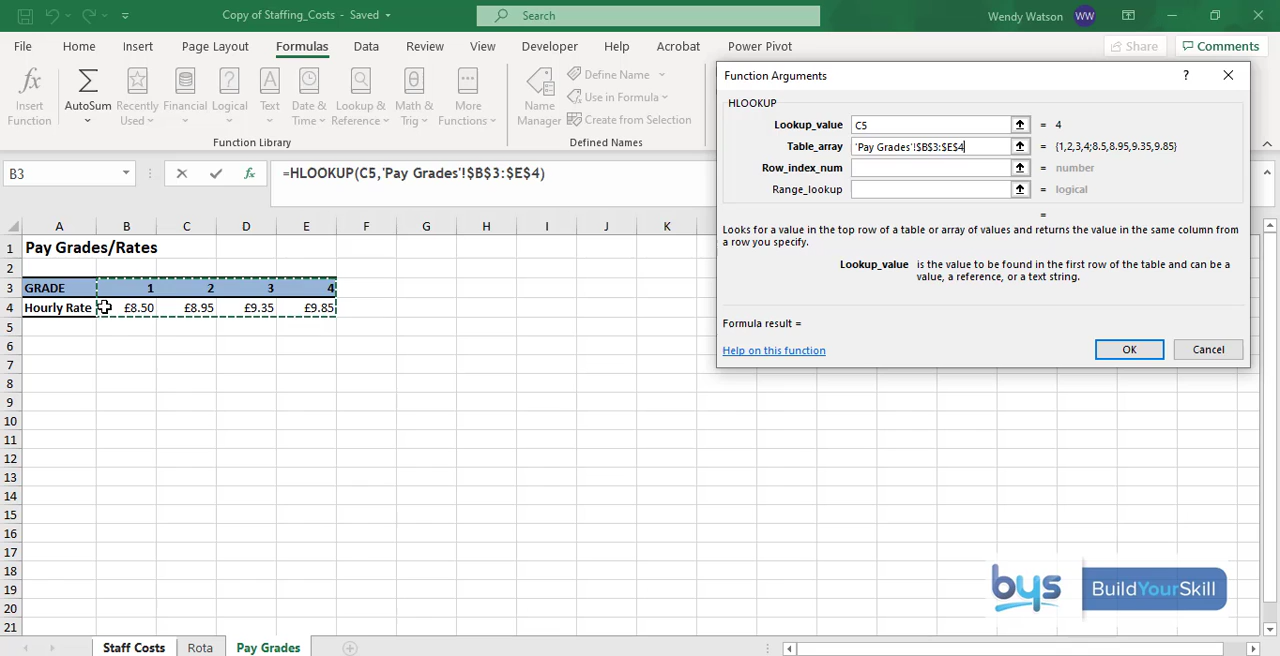 Copy of Staffing_Costs - Saved
Search
Wendy Watson
WW
File
Home
Insert
Page Layout
Formulas
Data
Review
View
Developer
Help
Acrobat
Power Pivot
Share
Comments
Insert Function
AutoSum
Recently Used
Financial
Logical
Text
Date & Time
Lookup & Reference
Math & Trig
More Functions
Function Library
Name Manager
Define Name
Use in Formula
Create from Selection
Defined Names
Function Arguments
?
HLOOKUP
Lookup_value C5 = 4
Table_array 'Pay Grades'!$B$3:$E$4 = {1,2,3,4;8.5,8.95,9.35,9.85}
Row_index_num = number
Range_lookup = logical
=
Looks for a value in the top row of a table or array of values and returns the value in the same column from
a row you specify.
Lookup_value is the value to be found in the first row of the table and can be a
value, a reference, or a text string.
Formula result =
Help on this function
OK
Cancel
B3
fx
=HLOOKUP(C5,'Pay Grades'!$B$3:$E$4)
A B C D E F G H I J K
1 Pay Grades/Rates
2
3 GRADE 1 2 3 4
4 Hourly Rate £8.50 £8.95 £9.35 £9.85
5
6
7
8
9
10
11
12
13
14
15
16
17
18
19
20
21
bys
BuildYourSkill
Staff Costs
Rota
Pay Grades